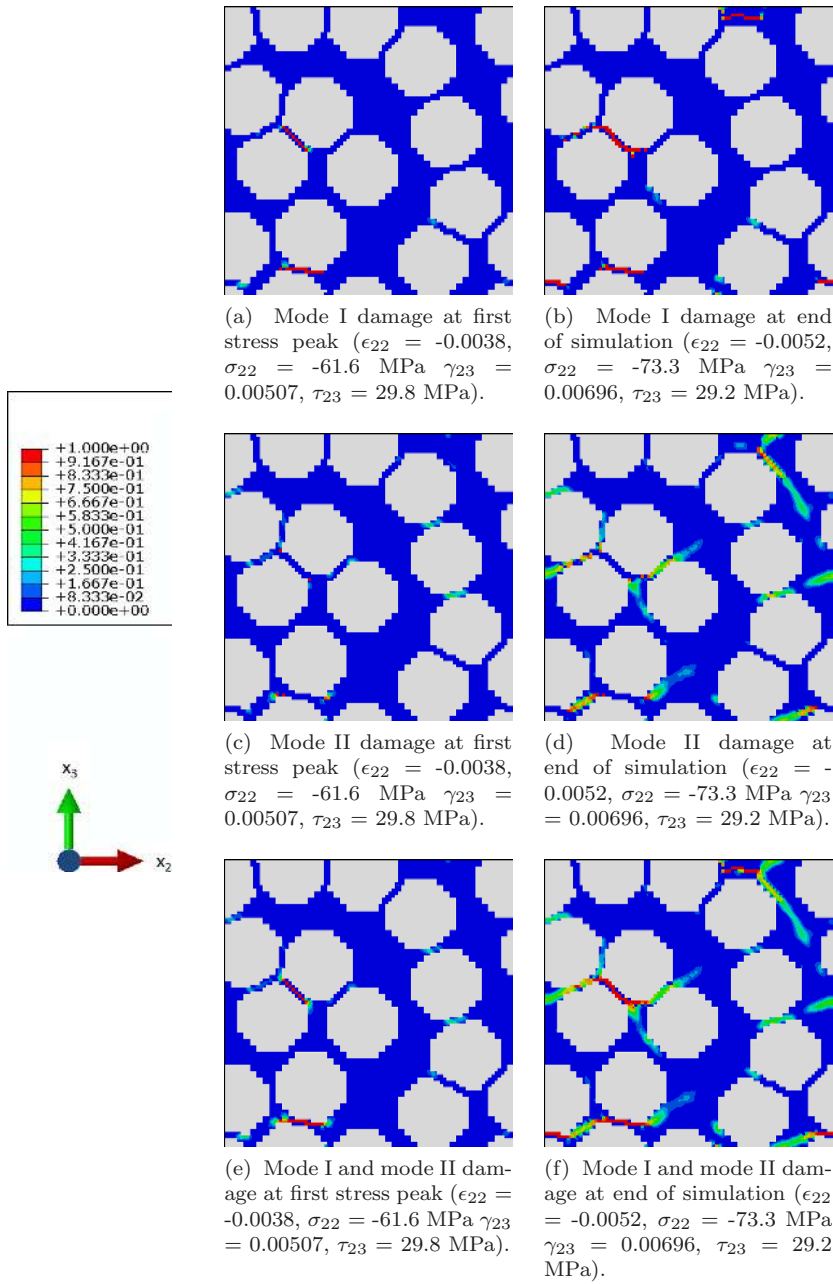 (a) Mode I damage at first
stress peak (ϵ22 = -0.0038,
σ22 = -61.6 MPa γ23 =
0.00507, τ23 = 29.8 MPa).
(b) Mode I damage at end
of simulation (ϵ22 = -0.0052,
σ22 = -73.3 MPa γ23 =
0.00696, τ23 = 29.2 MPa).
+1.000e+00
+9.167e-01
+8.333e-01
+7.500e-01
+6.667e-01
+5.833e-01
+5.000e-01
+4.167e-01
+3.333e-01
+2.500e-01
+1.667e-01
+8.333e-02
+0.000e+00
(c) Mode II damage at first
stress peak (ϵ22 = -0.0038,
σ22 = -61.6 MPa γ23 =
0.00507, τ23 = 29.8 MPa).
(d) Mode II damage at
end of simulation (ϵ22 = -
0.0052, σ22 = -73.3 MPa γ23
= 0.00696, τ23 = 29.2 MPa).
x3
x2
(e) Mode I and mode II dam-
age at first stress peak (ϵ22 =
-0.0038, σ22 = -61.6 MPa γ23
= 0.00507, τ23 = 29.8 MPa).
(f) Mode I and mode II dam-
age at end of simulation (ϵ22
= -0.0052, σ22 = -73.3 MPa
γ23 = 0.00696, τ23 = 29.2
MPa).